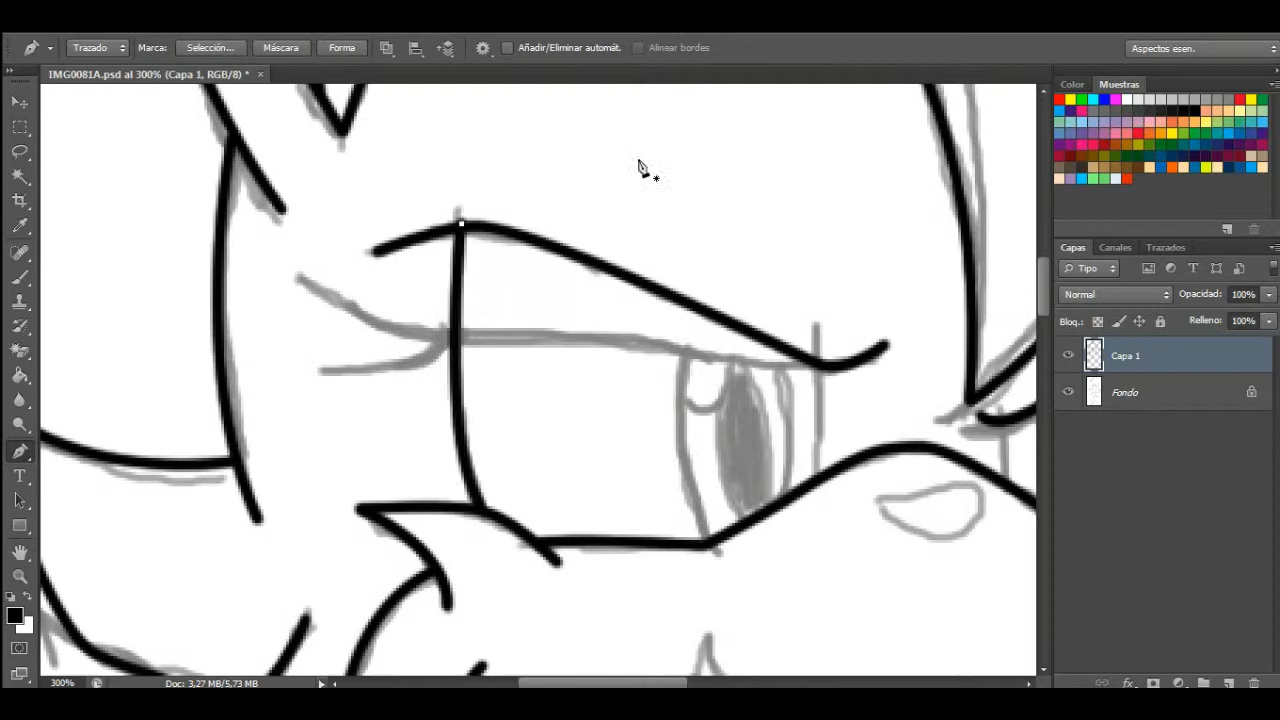 Trazado Marca: Selección... Máscara Forma Añadir/Eliminar automát. Alinear bordes Aspectos esen.
IMG0081A.psd al 300% (Capa 1, RGB/8) * ×
Color Muestras
Capas Canales Trazados
Tipo
Normal Opacidad: 100%
Bloq.: Relleno: 100%
Capa 1
Fondo
300% Doc: 3,27 MB/5,73 MB